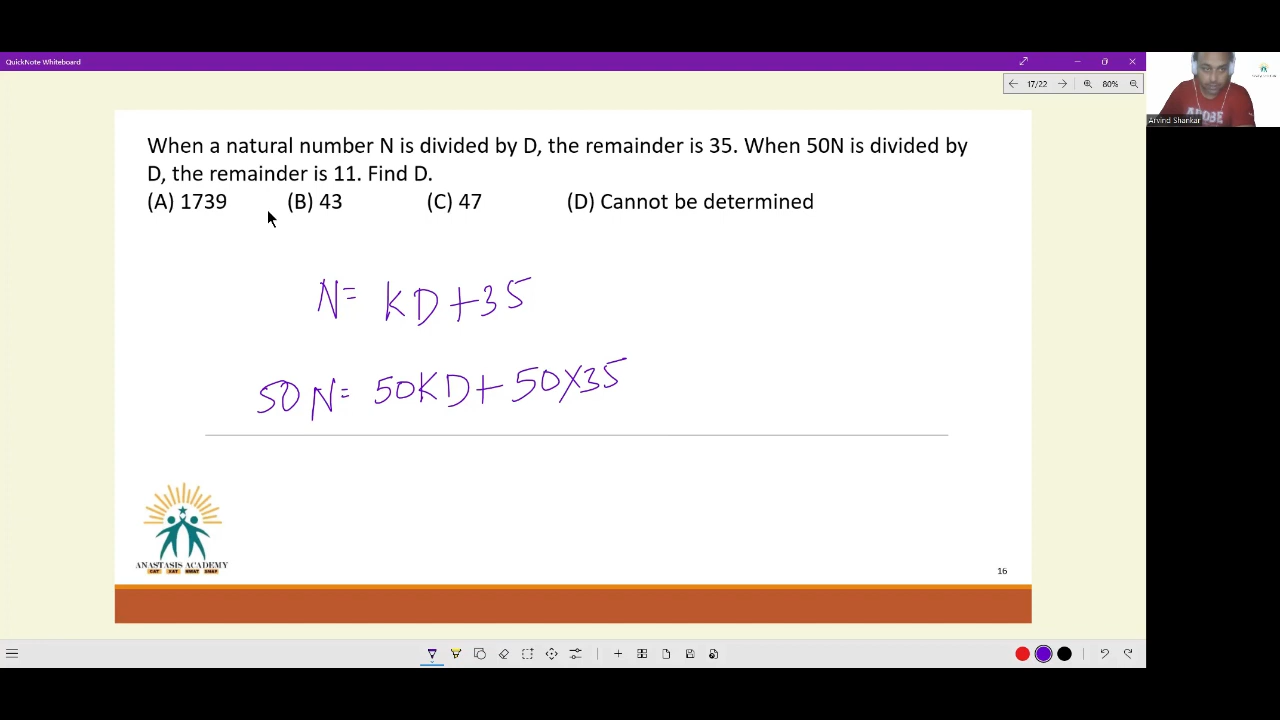 QuickNote Whiteboard
17/22
80%
Arvind Shankar
When a natural number N is divided by D, the remainder is 35. When 50N is divided by
D, the remainder is 11. Find D.
(A) 1739 (B) 43 (C) 47 (D) Cannot be determined
N= KD+35
50 N= 50KD+ 50X35
ANASTASIS ACADEMY
16